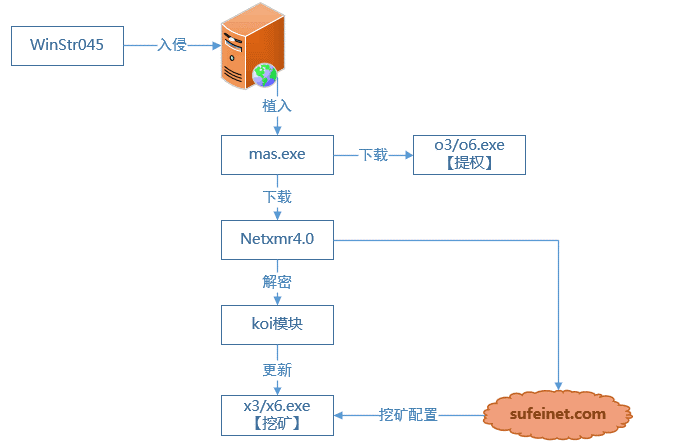 WinStr045
入侵
植入
mas.exe
下载
o3/o6.exe
【提权】
下载
Netxmr4.0
解密
koi模块
更新
x3/x6.exe
【挖矿】
挖矿配置
sufeinet.com